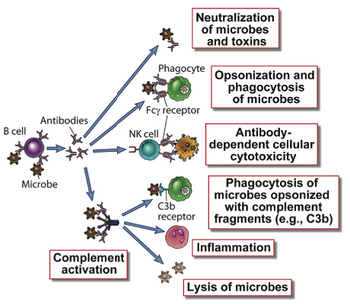 Neutralization
of microbes
and toxins
Phagocyte
Opsonization and
phagocytosis
of microbes
Fcγ receptor
Antibodies
B cell
NK cell
Antibody-
dependent cellular
cytotoxicity
Microbe
Phagocytosis of
microbes opsonized
with complement
fragments (e.g., C3b)
C3b
receptor
Inflammation
Complement
activation
Lysis of microbes